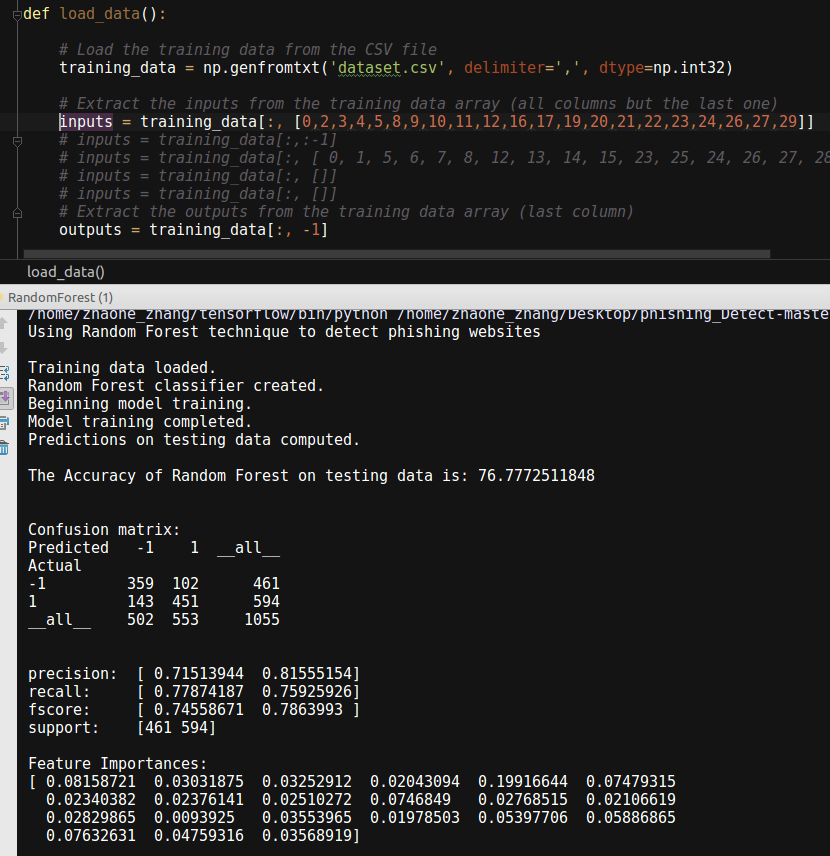 def load_data():
# Load the training data from the CSV file
training_data = np.genfromtxt('dataset.csv', delimiter=',', dtype=np.int32)
# Extract the inputs from the training data array (all columns but the last one)
inputs = training_data[:, [0,2,3,4,5,8,9,10,11,12,16,17,19,20,21,22,23,24,26,27,29]]
# inputs = training_data[:,:-1]
# inputs = training_data[:, [ 0, 1, 5, 6, 7, 8, 12, 13, 14, 15, 23, 25, 24, 26, 27, 28
# inputs = training_data[:, []]
# inputs = training_data[:, []]
# Extract the outputs from the training data array (last column)
outputs = training_data[:, -1]
load_data()
RandomForest (1)
/home/zhaohe_zhang/tensorflow/bin/python /home/zhaohe_zhang/Desktop/phishing_Detect-maste
Using Random Forest technique to detect phishing websites
Training data loaded.
Random Forest classifier created.
Beginning model training.
Model training completed.
Predictions on testing data computed.
The Accuracy of Random Forest on testing data is: 76.7772511848
Confusion matrix:
Predicted -1 1 __all__
Actual
-1 359 102 461
1 143 451 594
__all__ 502 553 1055
precision: [ 0.71513944 0.81555154]
recall: [ 0.77874187 0.75925926]
fscore: [ 0.74558671 0.7863993 ]
support: [461 594]
Feature Importances:
[ 0.08158721 0.03031875 0.03252912 0.02043094 0.19916644 0.07479315
0.02340382 0.02376141 0.02510272 0.0746849 0.02768515 0.02106619
0.02829865 0.0093925 0.03553965 0.01978503 0.05397706 0.05886865
0.07632631 0.04759316 0.03568919]